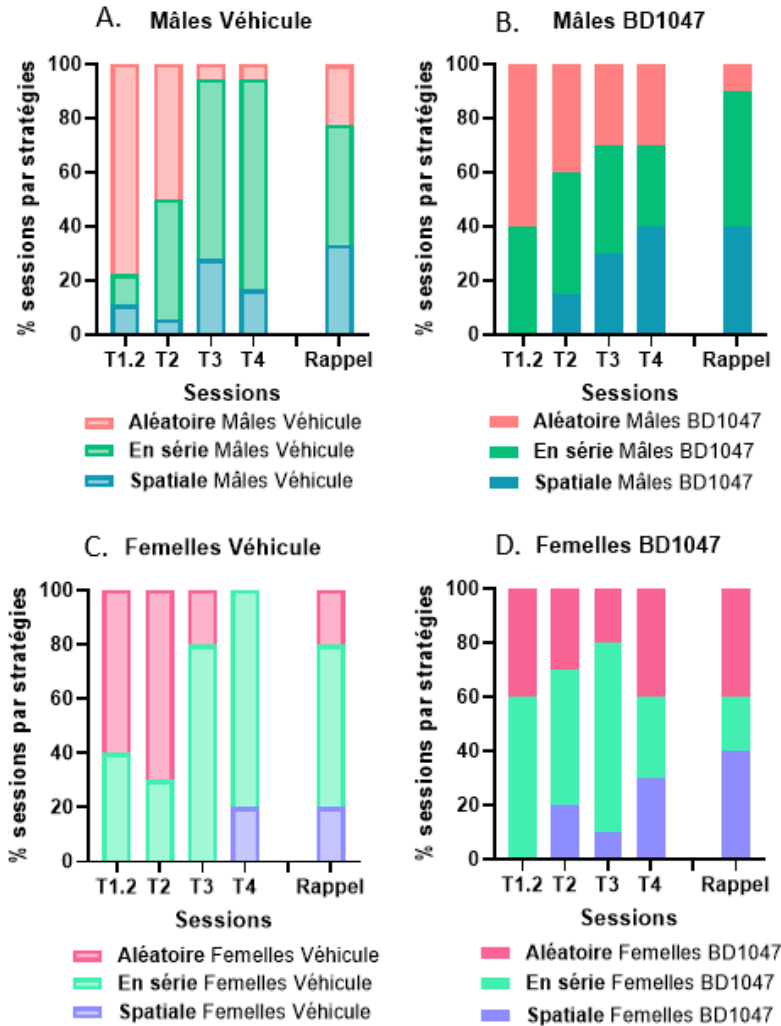 A. Mâles Véhicule
% sessions par stratégies
100
80
60
40
20
0
T1.2 T2 T3 T4 Rappel
Sessions
Aléatoire Mâles Véhicule
En série Mâles Véhicule
Spatiale Mâles Véhicule
B. Mâles BD1047
% sessions par stratégies
100
80
60
40
20
0
T1.2 T2 T3 T4 Rappel
Sessions
Aléatoire Mâles BD1047
En série Mâles BD1047
Spatiale Mâles BD1047
C. Femelles Véhicule
% sessions par stratégies
100
80
60
40
20
0
T1.2 T2 T3 T4 Rappel
Sessions
Aléatoire Femelles Véhicule
En série Femelles Véhicule
Spatiale Femelles Véhicule
D. Femelles BD1047
% sessions par stratégies
100
80
60
40
20
0
T1.2 T2 T3 T4 Rappel
Sessions
Aléatoire Femelles BD1047
En série Femelles BD1047
Spatiale Femelles BD1047